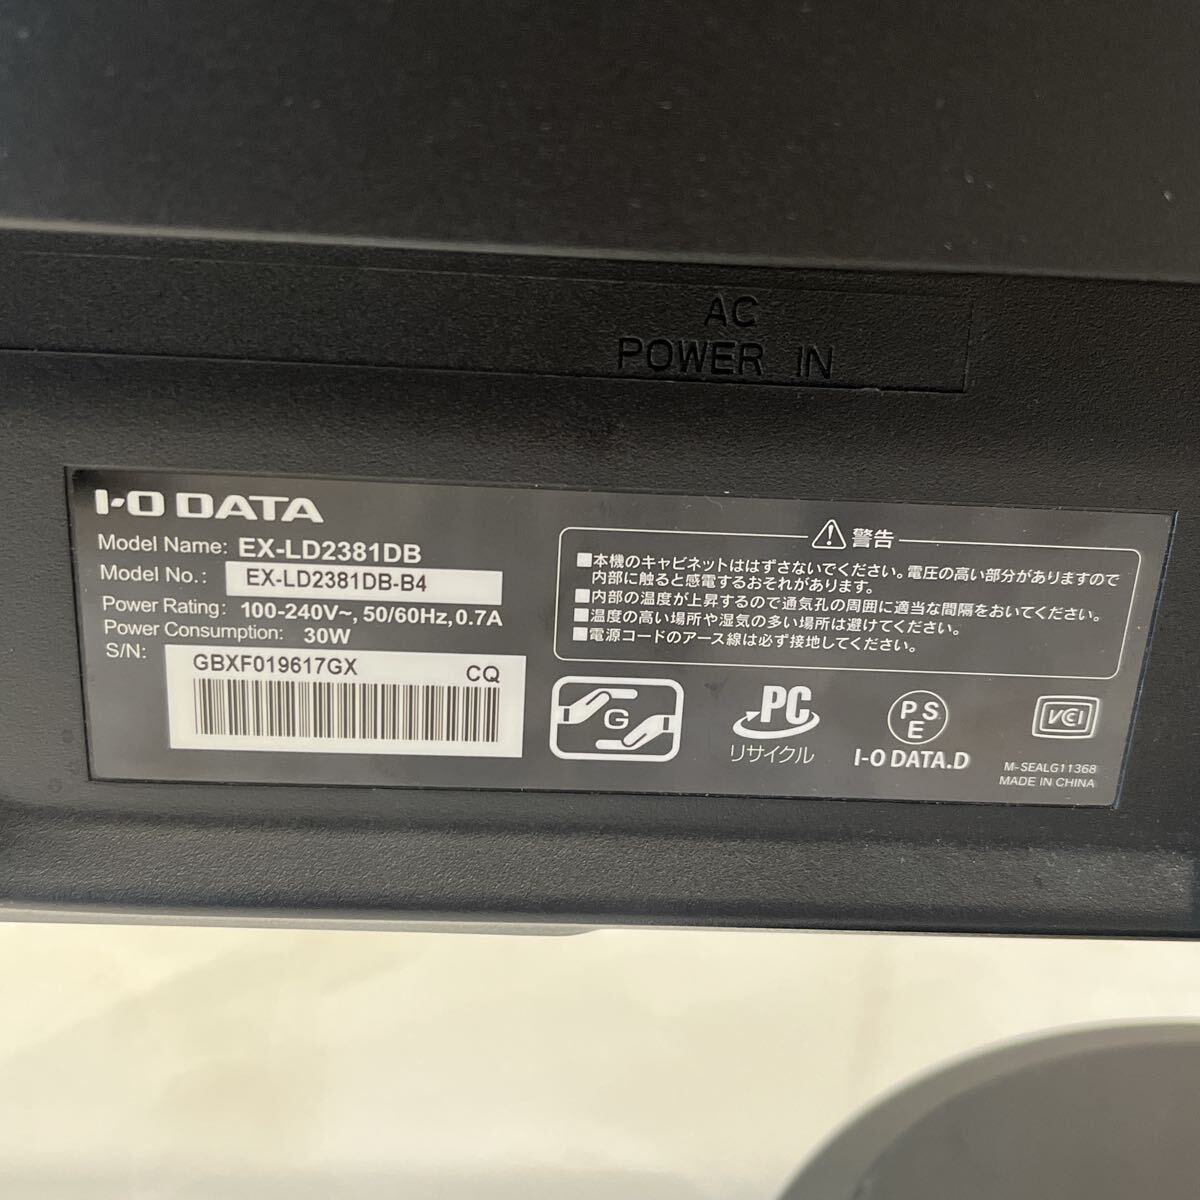 AC
POWER IN
I-O DATA
Model Name: EX-LD2381DB
Model No.: EX-LD2381DB-B4
Power Rating: 100-240V~, 50/60Hz, 0.7A
Power Consumption: 30W
S/N:
GBXF019617GX CQ
警告
■本機のキャビネットははずさないでください。電圧の高い部分がありますので
内部に触ると感電するおそれがあります。
■内部の温度が上昇するので通気孔の周囲に適当な間隔をおいてください。
■温度の高い場所や湿気の多い場所は避けてください。
■電源コードのアース線は必ず接地してください。
G
PC
リサイクル
PS
E
I-O DATA.D
VCI
M-SEALG11368
MADE IN CHINA